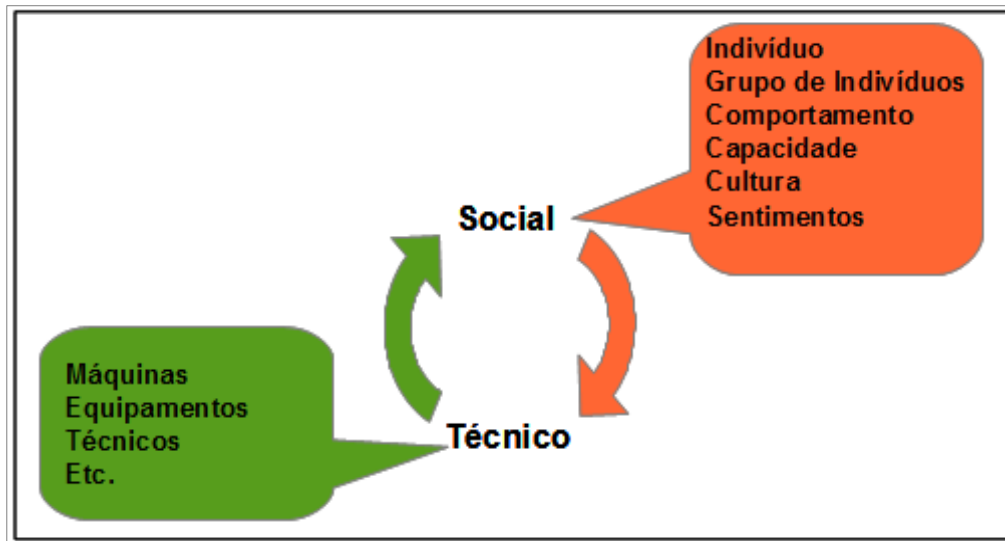 Indivíduo
Grupo de Indivíduos
Comportamento
Capacidade
Cultura
Sentimentos
Social
Máquinas
Equipamentos
Técnicos
Etc.
Técnico